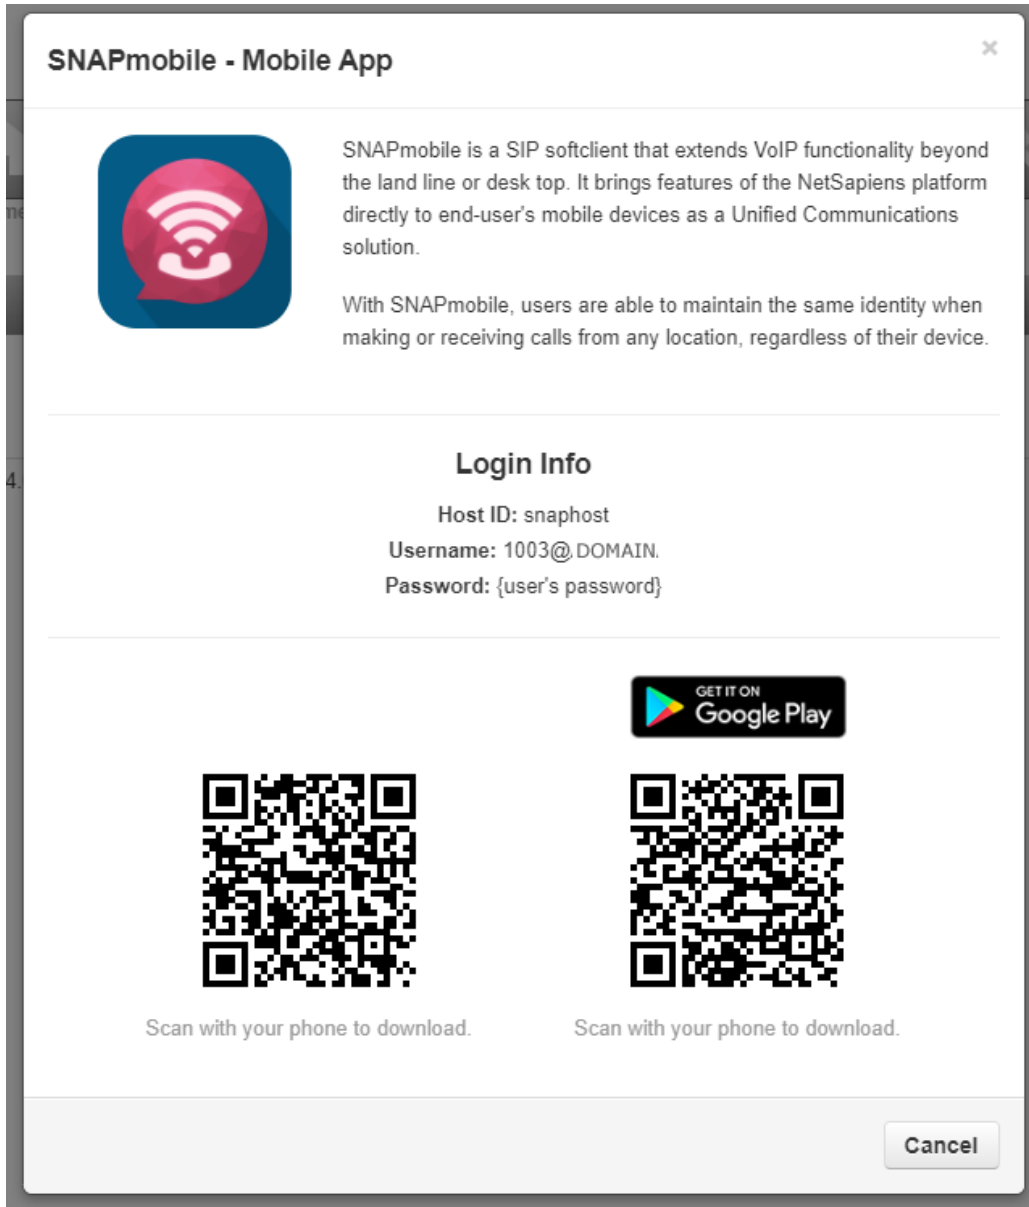 SNAPmobile - Mobile App
×
SNAPmobile is a SIP softclient that extends VoIP functionality beyond
the land line or desk top. It brings features of the NetSapiens platform
directly to end-user's mobile devices as a Unified Communications
solution.
With SNAPmobile, users are able to maintain the same identity when
making or receiving calls from any location, regardless of their device.
Login Info
Host ID: snaphost
Username: 1003@.DOMAIN.
Password: {user's password}
GET IT ON
Google Play
Scan with your phone to download.
Scan with your phone to download.
Cancel
4.